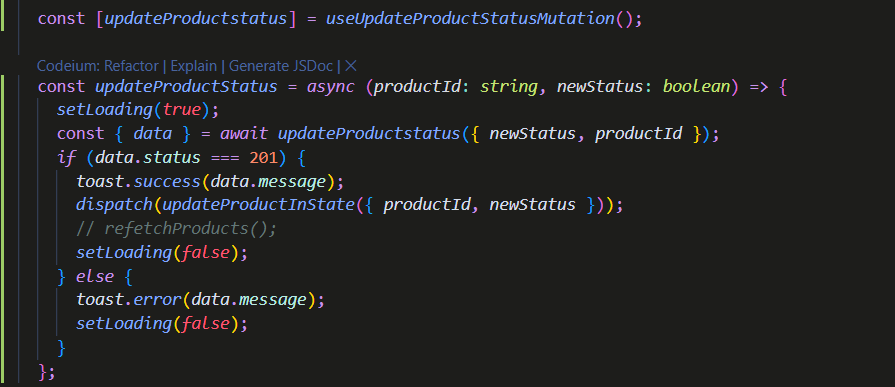 const [updateProductstatus] = useUpdateProductStatusMutation();
Codeium: Refactor | Explain | Generate JSDoc | ×
const updateProductStatus = async (productId: string, newStatus: boolean) => {
setLoading(true);
const { data } = await updateProductstatus({ newStatus, productId });
if (data.status === 201) {
toast.success(data.message);
dispatch(updateProductInState({ productId, newStatus }));
// refetchProducts();
setLoading(false);
} else {
toast.error(data.message);
setLoading(false);
}
};